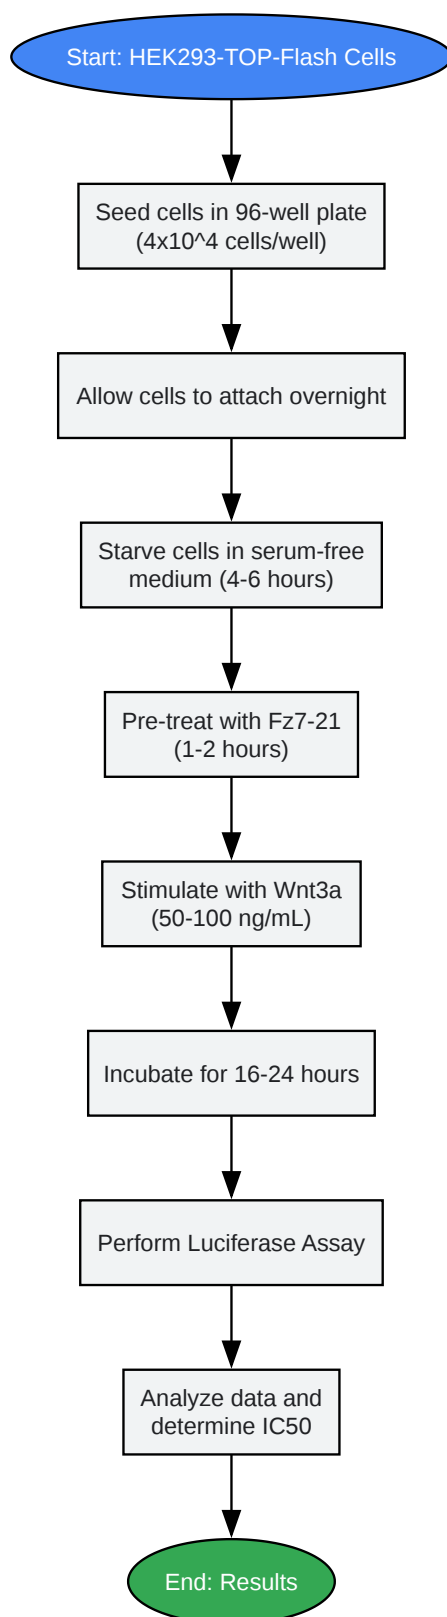 Start: HEK293-TOP-Flash Cells
Seed cells in 96-well plate
(4x10^4 cells/well)
Allow cells to attach overnight
Starve cells in serum-free
medium (4-6 hours)
Pre-treat with Fz7-21
(1-2 hours)
Stimulate with Wnt3a
(50-100 ng/mL)
Incubate for 16-24 hours
Perform Luciferase Assay
Analyze data and
determine IC50
End: Results